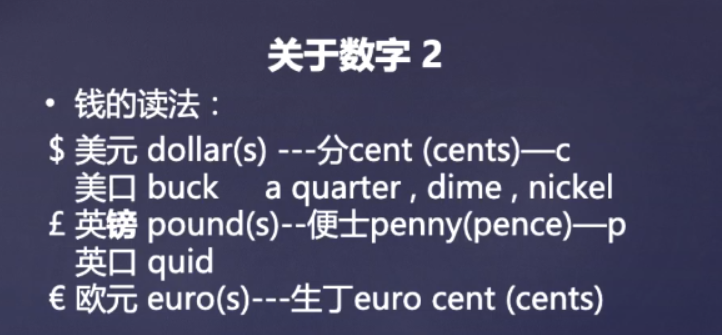 关于数字 2
• 钱的读法：
$ 美元 dollar(s) ---分cent (cents)—c
美口 buck a quarter , dime , nickel
£ 英镑 pound(s)--便士penny(pence)—p
英口 quid
€ 欧元 euro(s)---生丁euro cent (cents)